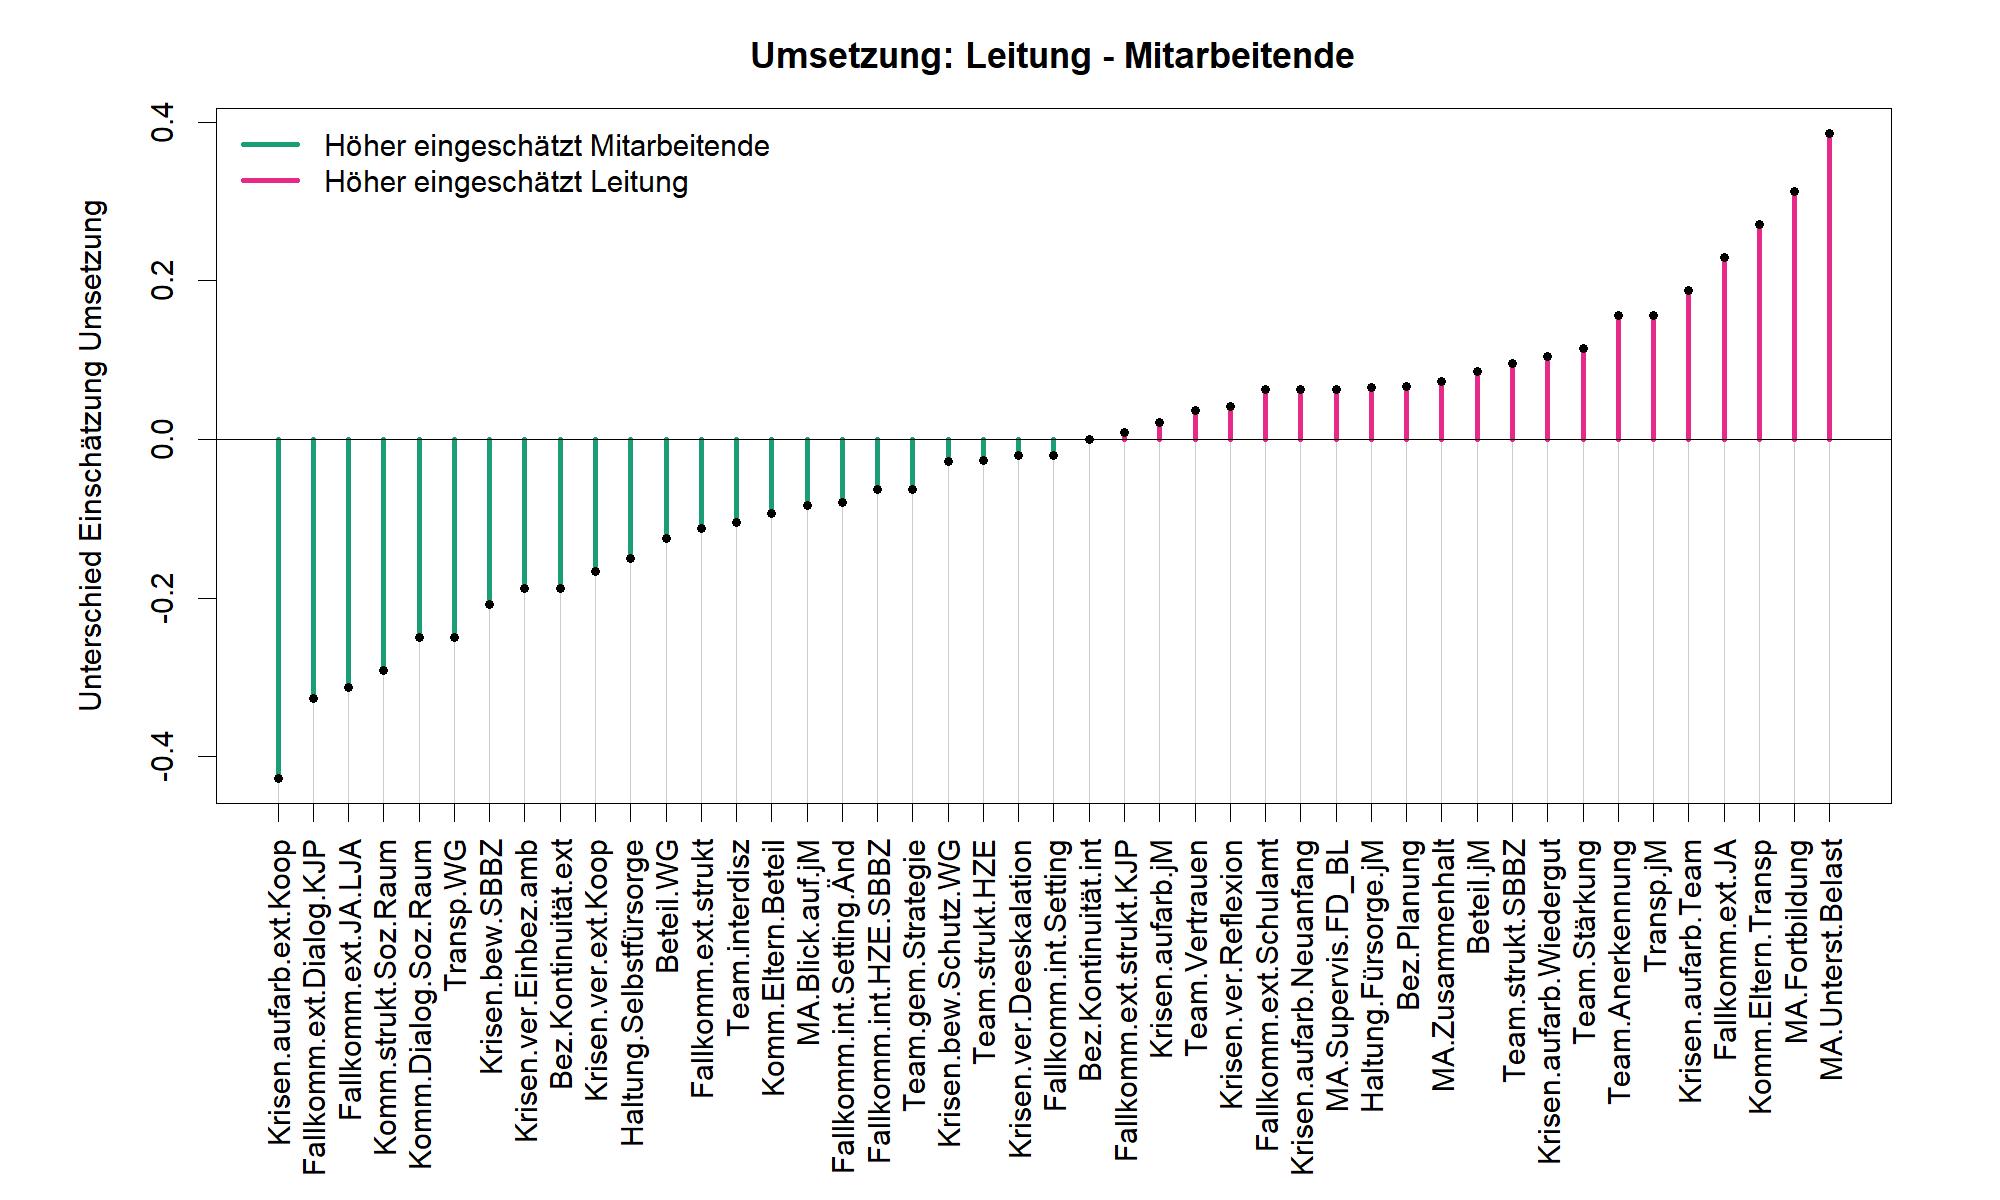 Umsetzung: Leitung - Mitarbeitende
Höher eingeschätzt Mitarbeitende
Höher eingeschätzt Leitung
Unterschied Einschätzung Umsetzung
0.4
0.2
0.0
-0.2
-0.4
Krisen.aufarb.ext.Koop
Fallkomm.ext.Dialog.KJP
Fallkomm.ext.JA.LJA
Komm.strukt.Soz.Raum
Komm.Dialog.Soz.Raum
Transp.WG
Krisen.bew.SBBZ
Krisen.ver.Einbez.amb
Bez.Kontinuität.ext
Krisen.ver.ext.Koop
Haltung.Selbstfürsorge
Beteil.WG
Fallkomm.ext.strukt
Team.interdisz
Komm.Eltern.Beteil
MA.Blick.auf.jM
Fallkomm.int.Setting.Änd
Fallkomm.int.HZE.SBBZ
Team.gem.Strategie
Krisen.bew.Schutz.WG
Team.strukt.HZE
Krisen.ver.Deeskalation
Fallkomm.int.Setting
Bez.Kontinuität.int
Fallkomm.ext.strukt.KJP
Krisen.aufarb.jM
Team.Vertrauen
Krisen.ver.Reflexion
Fallkomm.ext.Schulamt
Krisen.aufarb.Neuanfang
MA.Supervis.FD_BL
Haltung.Fürsorge.jM
Bez.Planung
MA.Zusammenhalt
Beteil.jM
Team.strukt.SBBZ
Krisen.aufarb.Wiedergut
Team.Stärkung
Team.Anerkennung
Transp.jM
Krisen.aufarb.Team
Fallkomm.ext.JA
Komm.Eltern.Transp
MA.Fortbildung
MA.Unterst.Belast